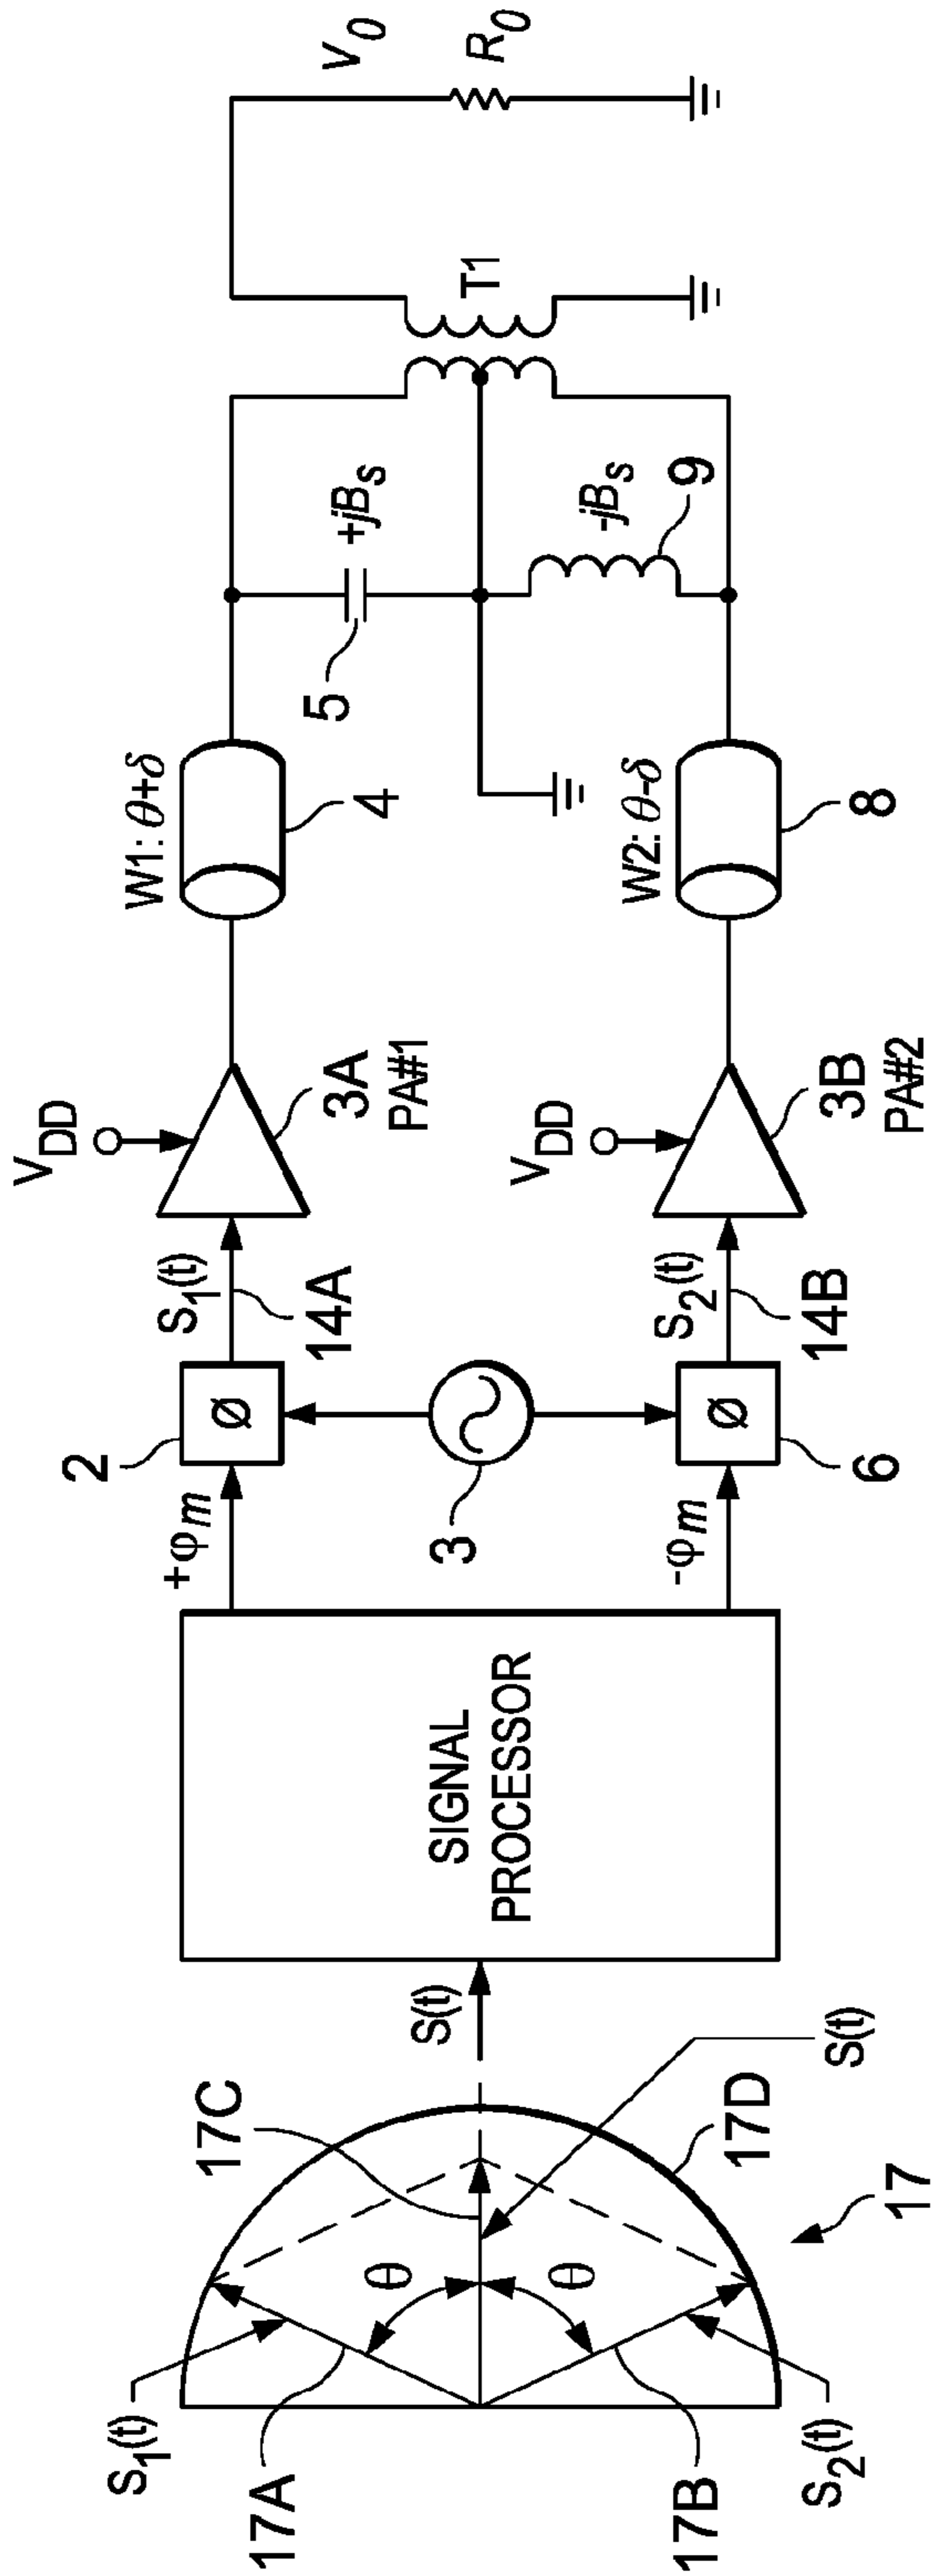 S₁(t)
17A
17B
S₂(t)
θ
θ
17C
17D
S(t)
17
S(t)
SIGNAL
PROCESSOR
+φm
-φm
2
Ø
3
Ø
6
S₁(t)
14A
S₂(t)
14B
VDD
3A
PA#1
VDD
3B
PA#2
W1: θ+δ
4
W2: θ-δ
8
5
+jBs
-jBs
9
T1
V0
R0